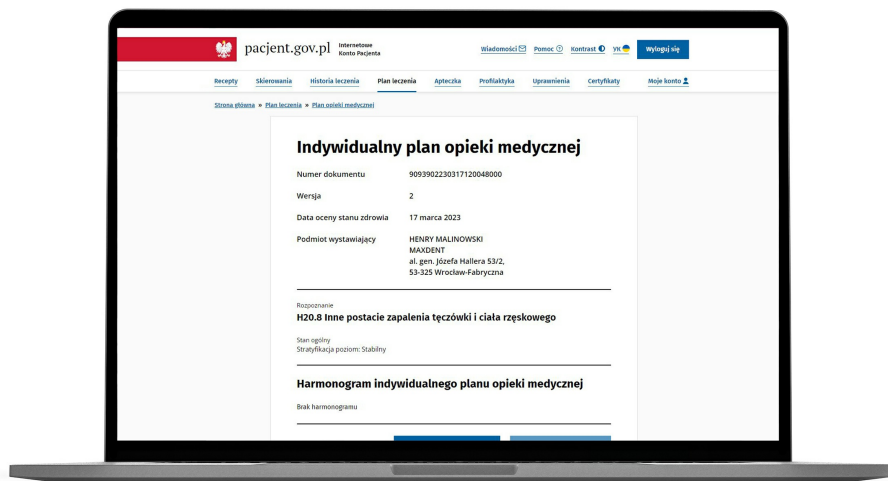 pacjent.gov.pl
Internetowe
Konto Pacjenta
Wiadomości Pomoc Kontrast УК Wyloguj się
Recepty Skierowania Historia leczenia Plan leczenia Apteczka Profilaktyka Uprawnienia Certyfikaty Moje konto
Strona główna » Plan leczenia » Plan opieki medycznej
Indywidualny plan opieki medycznej
Numer dokumentu 9093902230317120048000
Wersja 2
Data oceny stanu zdrowia 17 marca 2023
Podmiot wystawiający HENRY MALINOWSKI
MAXDENT
al. gen. Józefa Hallera 53/2,
53-325 Wrocław-Fabryczna
Rozpoznanie
H20.8 Inne postacie zapalenia tęczówki i ciała rzęskowego
Stan ogólny
Stratyfikacja poziom: Stabilny
Harmonogram indywidualnego planu opieki medycznej
Brak harmonogramu